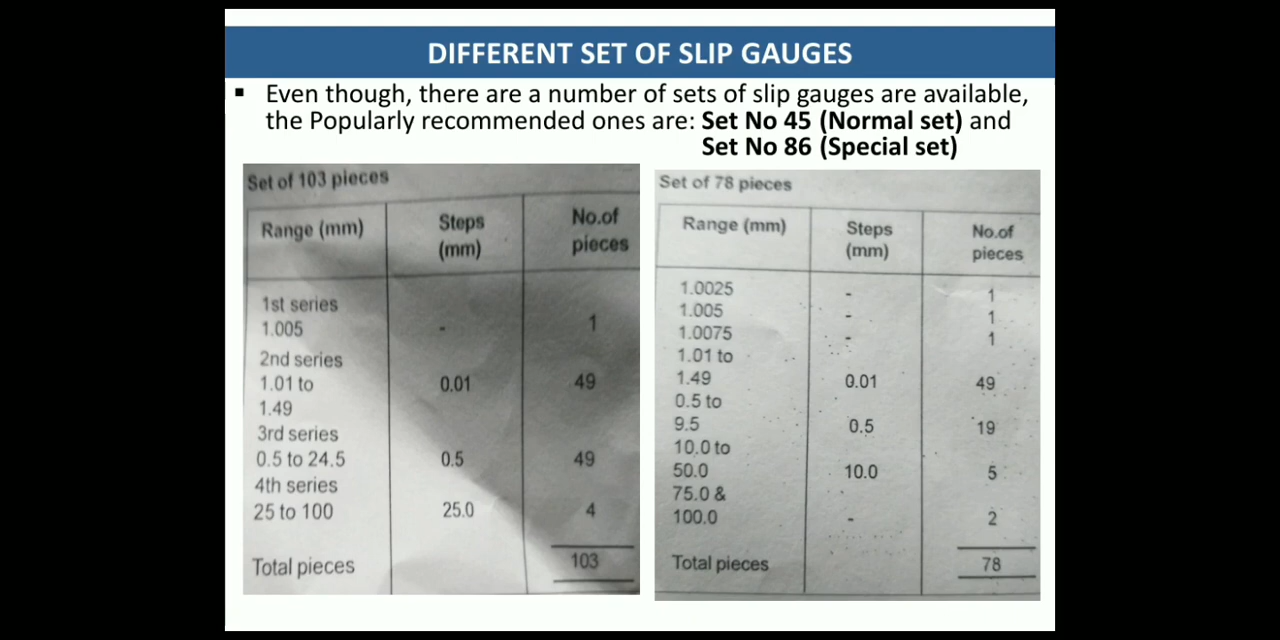 DIFFERENT SET OF SLIP GAUGES
▪ Even though, there are a number of sets of slip gauges are available,
the Popularly recommended ones are: Set No 45 (Normal set) and
Set No 86 (Special set)
Set of 103 pieces
Range (mm) Steps (mm) No.of pieces
1st series
1.005 - 1
2nd series
1.01 to 0.01 49
1.49
3rd series
0.5 to 24.5 0.5 49
4th series
25 to 100 25.0 4
Total pieces 103
Set of 78 pieces
Range (mm) Steps (mm) No.of pieces
1.0025 - 1
1.005 - 1
1.0075 - 1
1.01 to
1.49 0.01 49
0.5 to
9.5 0.5 19
10.0 to
50.0 10.0 5
75.0 &
100.0 - 2
Total pieces 78